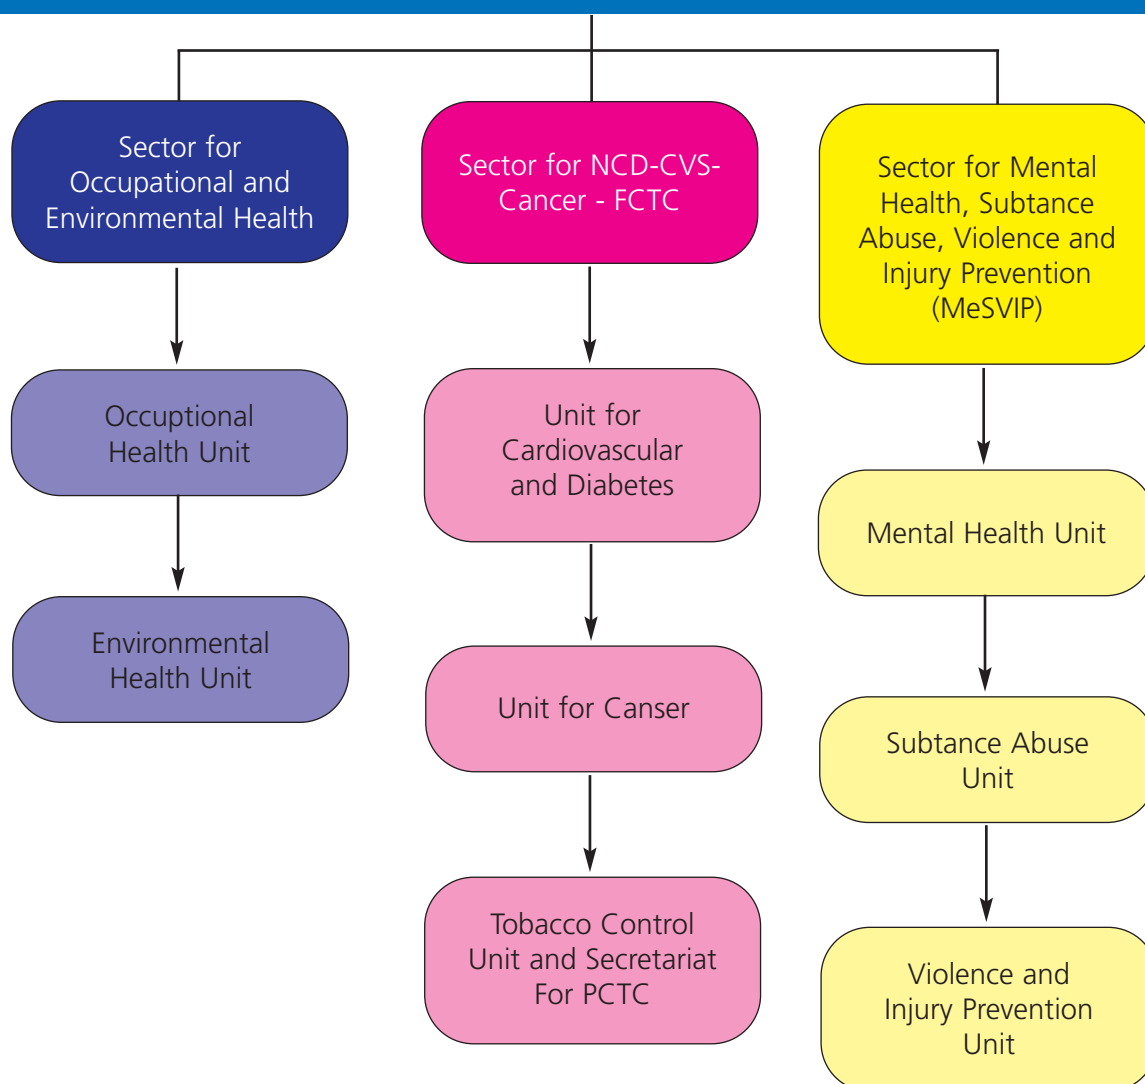 Sector for
Occupational and
Environmental Health
Occuptional
Health Unit
Environmental
Health Unit
Sector for NCD-CVS-
Cancer - FCTC
Unit for
Cardiovascular
and Diabetes
Unit for Canser
Tobacco Control
Unit and Secretariat
For PCTC
Sector for Mental
Health, Subtance
Abuse, Violence and
Injury Prevention
(MeSVIP)
Mental Health Unit
Subtance Abuse
Unit
Violence and
Injury Prevention
Unit